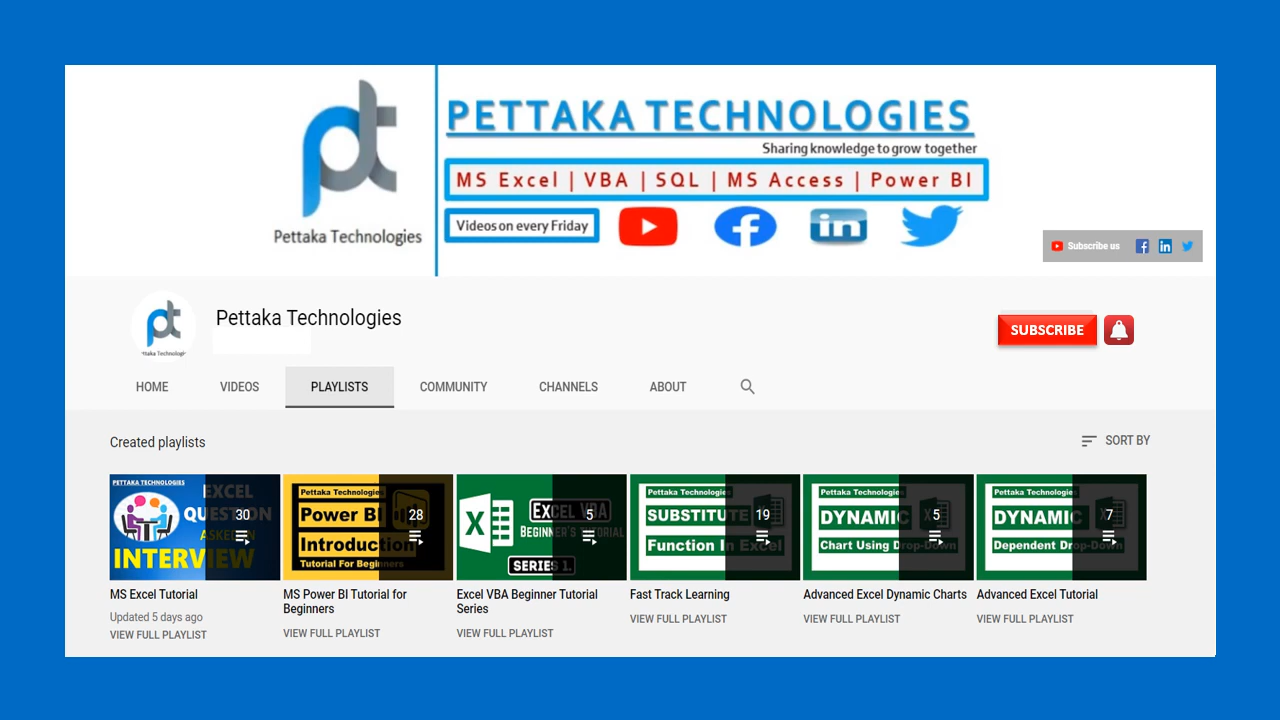 PETTAKA TECHNOLOGIES
Sharing knowledge to grow together
MS Excel | VBA | SQL | MS Access | Power BI
Videos on every Friday
Pettaka Technologies
Subscribe us
Pettaka Technologies
SUBSCRIBE
HOME VIDEOS PLAYLISTS COMMUNITY CHANNELS ABOUT
Created playlists
SORT BY
PETTAKA TECHNOLOGIES
EXCEL
QUESTION
ASKED IN
INTERVIEW
30
MS Excel Tutorial
Updated 5 days ago
VIEW FULL PLAYLIST
Pettaka Technologies
Power BI
Introduction
Tutorial For Beginners
28
MS Power BI Tutorial for
Beginners
VIEW FULL PLAYLIST
EXCEL VBA
BEGINNER'S TUTORIAL
SERIES 1.
5
Excel VBA Beginner Tutorial
Series
VIEW FULL PLAYLIST
Pettaka Technologies
SUBSTITUTE
Function In Excel
19
Fast Track Learning
VIEW FULL PLAYLIST
Pettaka Technologies
DYNAMIC
Chart Using Drop-Down
5
Advanced Excel Dynamic Charts
VIEW FULL PLAYLIST
Pettaka Technologies
DYNAMIC
Dependent Drop-Down
7
Advanced Excel Tutorial
VIEW FULL PLAYLIST